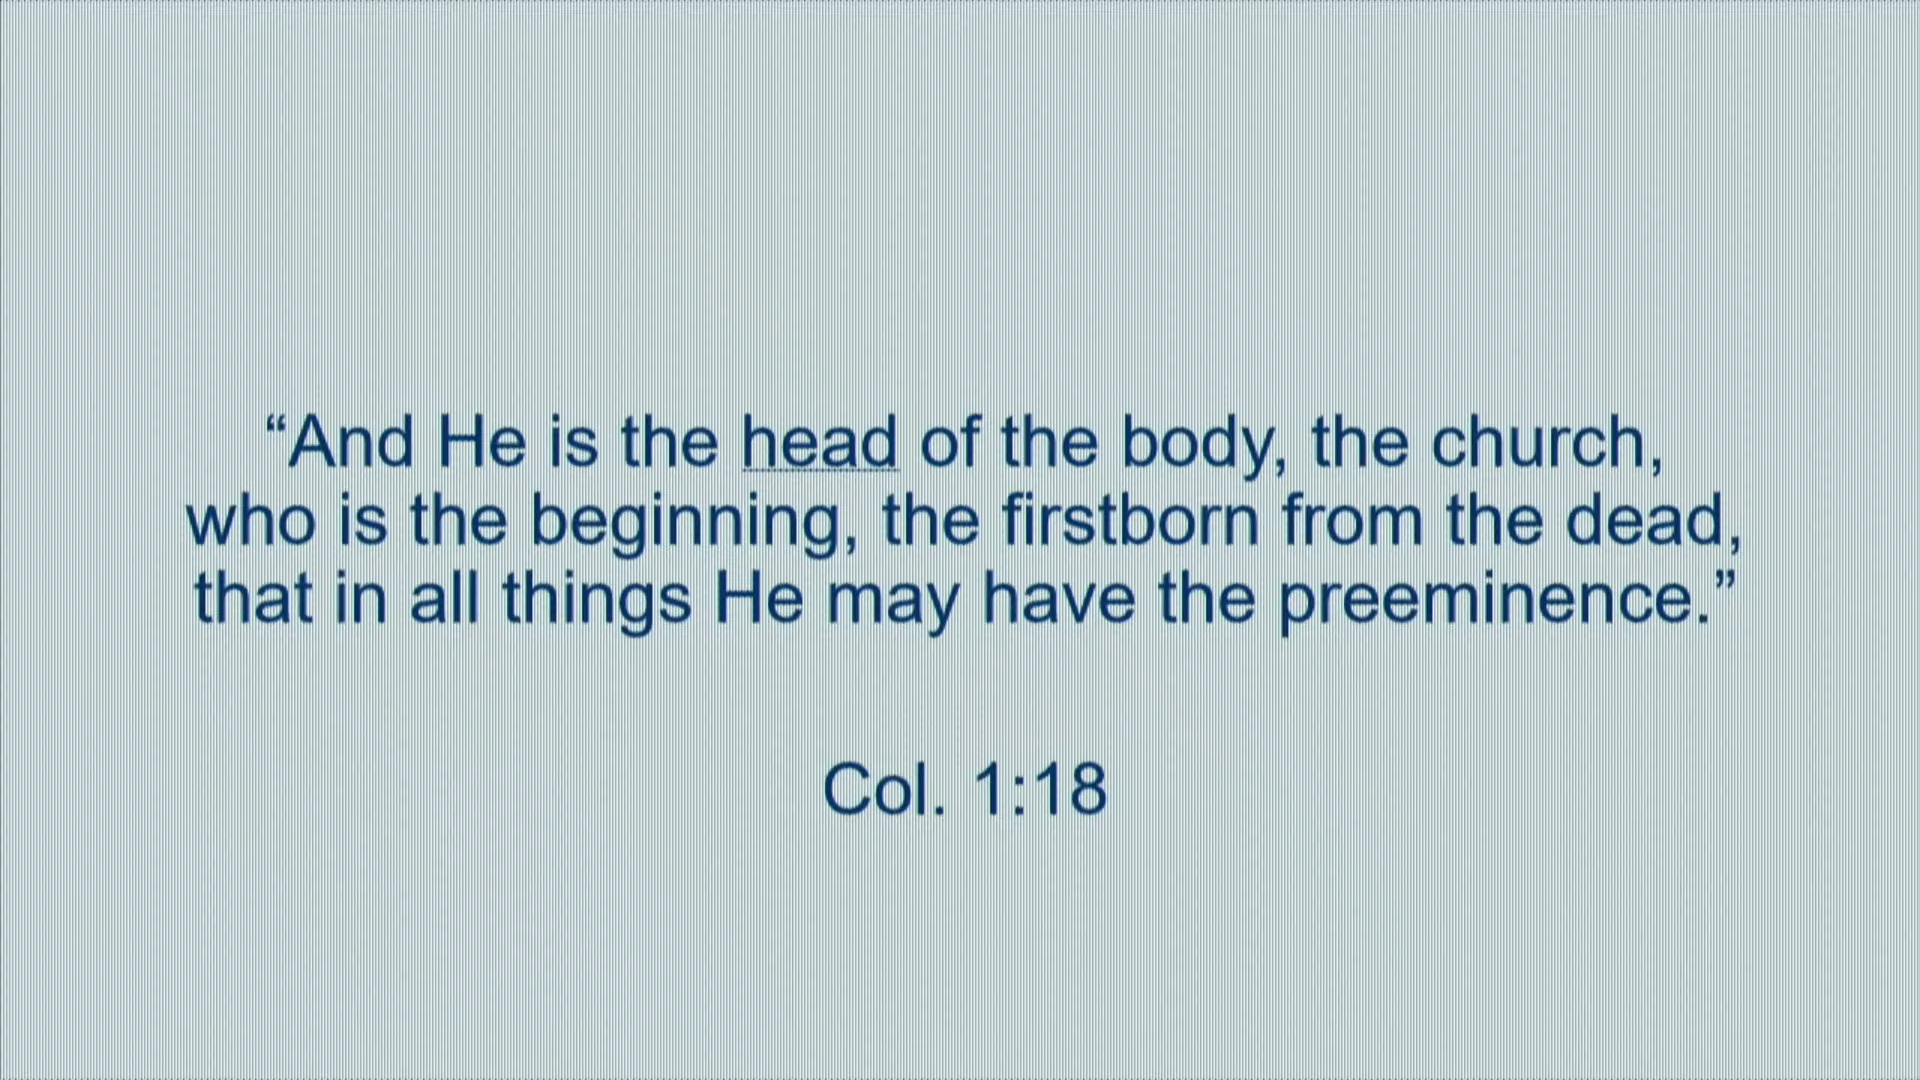 “And He is the head of the body, the church,
who is the beginning, the firstborn from the dead,
that in all things He may have the preeminence.”
Col. 1:18